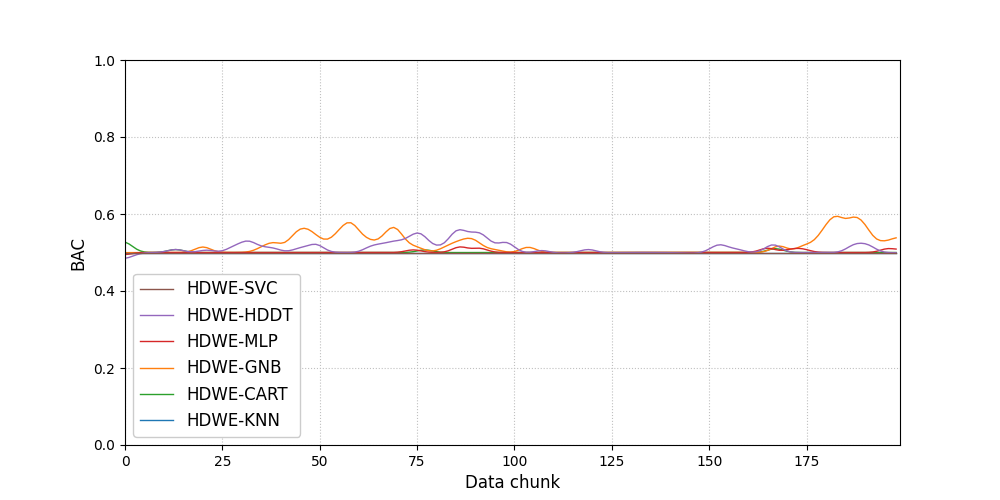 1.0
0.8
0.6
0.4
0.2
0.0
BAC
HDWE-SVC
HDWE-HDDT
HDWE-MLP
HDWE-GNB
HDWE-CART
HDWE-KNN
0 25 50 75 100 125 150 175
Data chunk